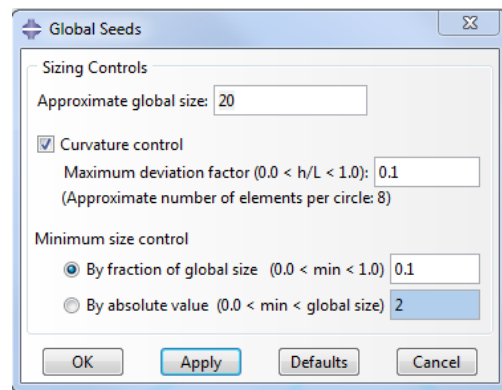 Global Seeds
Sizing Controls
Approximate global size: 20
Curvature control
Maximum deviation factor (0.0 < h/L < 1.0): 0.1
(Approximate number of elements per circle: 8)
Minimum size control
By fraction of global size (0.0 < min < 1.0) 0.1
By absolute value (0.0 < min < global size) 2
OK Apply Defaults Cancel